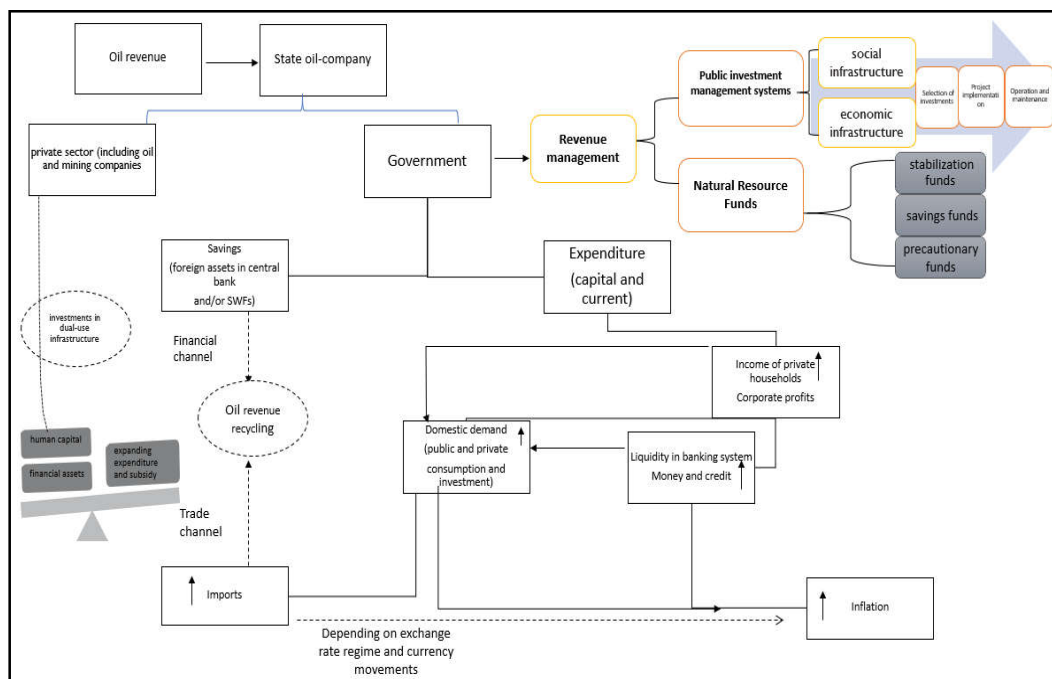 Oil revenue
State oil-company
private sector (including oil
and mining companies
Government
Revenue
management
Public investment
management systems
social
infrastructure
economic
infrastructure
Selection of
investments
Project
implementati
on
Operation and
maintenance
Natural Resource
Funds
stabilization
funds
savings funds
precautionary
funds
Savings
(foreign assets in central
bank
and/or SWFs)
Expenditure
(capital and
current)
investments in
dual-use
infrastructure
Financial
channel
Oil revenue
recycling
Income of private
households
Corporate profits
Domestic demand
(public and private
consumption and
investment)
Liquidity in banking system
Money and credit
human capital
financial assets
expanding
expenditure
and subsidy
Trade
channel
Imports
Inflation
Depending on exchange
rate regime and currency
movements